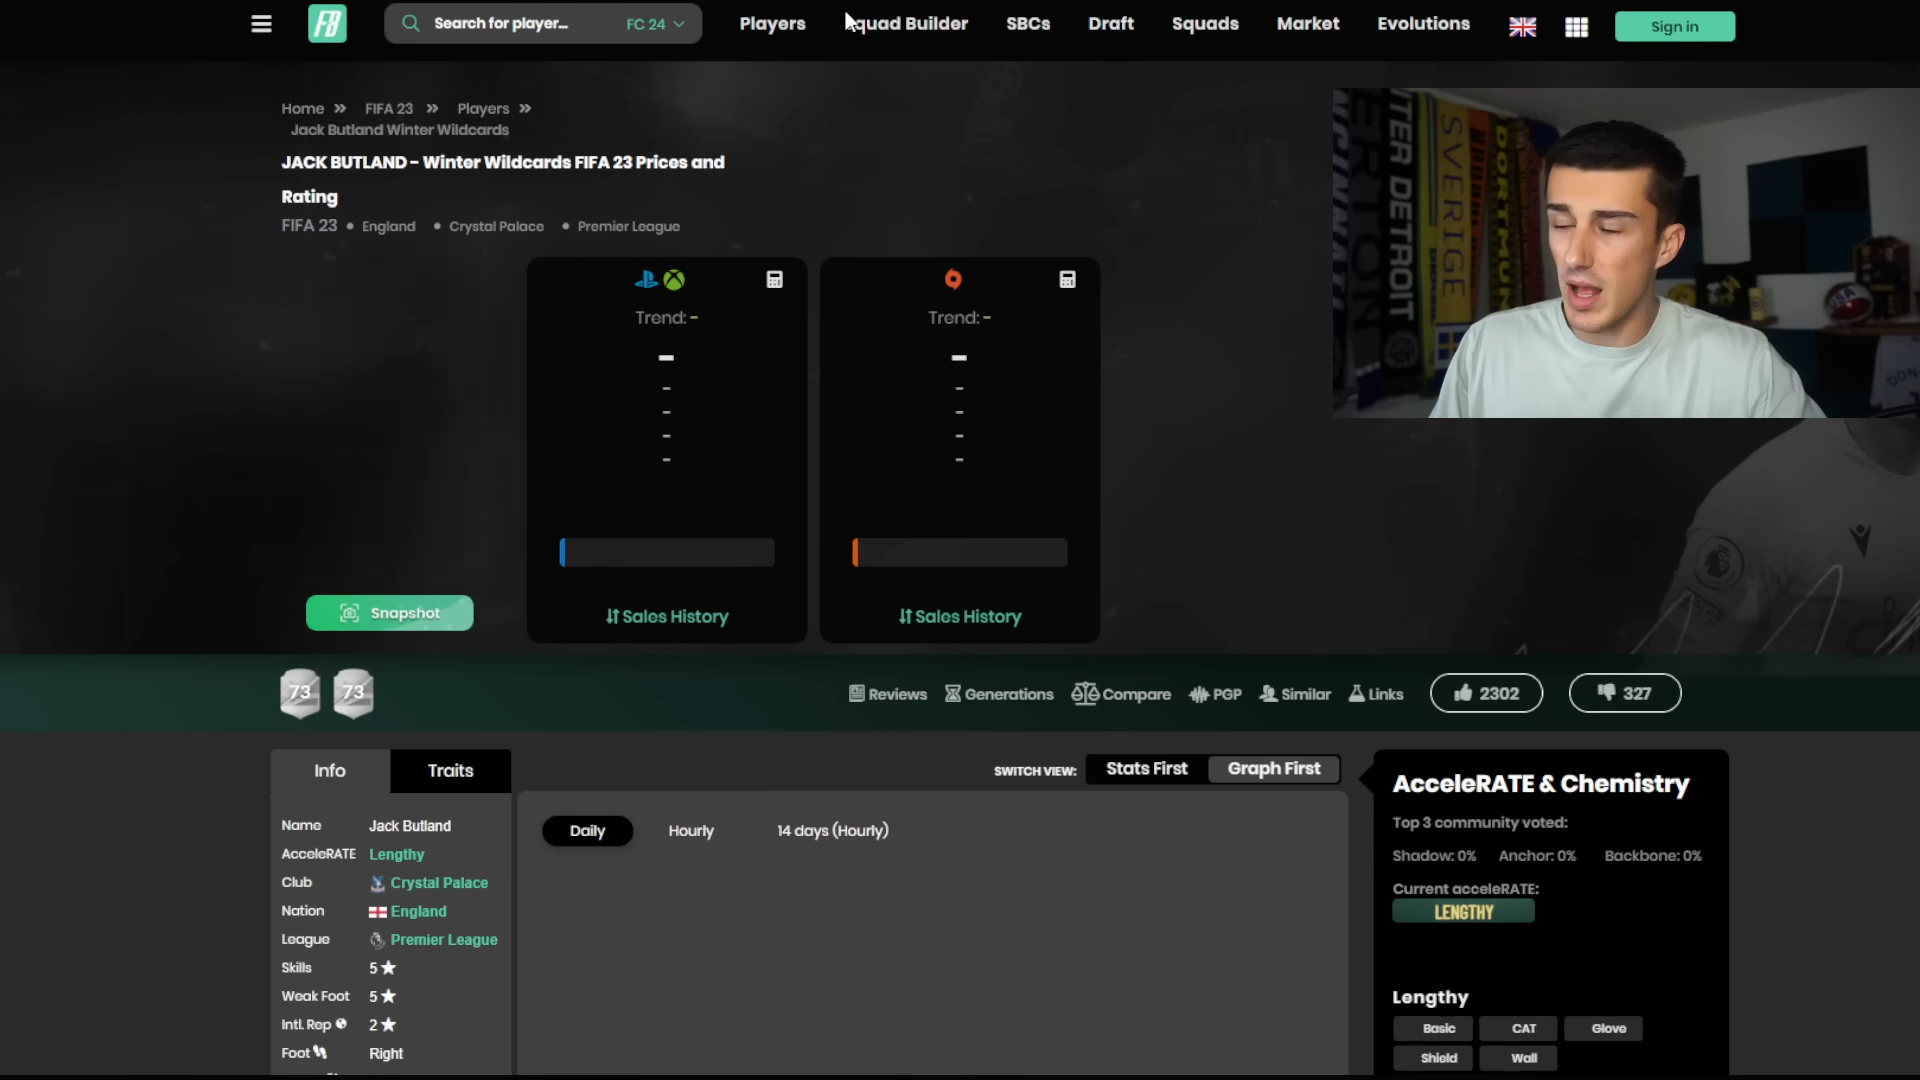 Search for player...
FC 24
Players
Squad Builder
SBCs
Draft
Squads
Market
Evolutions
Sign in
Home » FIFA 23 » Players »
Jack Butland Winter Wildcards
JACK BUTLAND - Winter Wildcards FIFA 23 Prices and
Rating
FIFA 23 • England • Crystal Palace • Premier League
Trend: -
-
-
-
-
-
Sales History
Trend: -
-
-
-
-
-
Sales History
SVERIGE
DORTMUN
INTER DETROIT
Snapshot
73
73
Reviews
Generations
Compare
PGP
Similar
Links
2302
327
Info
Traits
Name Jack Butland
AcceleRATE Lengthy
Club Crystal Palace
Nation England
League Premier League
Skills 5
Weak Foot 5
Intl. Rep 2
Foot Right
SWITCH VIEW:
Stats First
Graph First
Daily
Hourly
14 days (Hourly)
AcceleRATE & Chemistry
Top 3 community voted:
Shadow: 0% Anchor: 0% Backbone: 0%
Current acceleRATE:
LENGTHY
Lengthy
Basic CAT Glove
Shield Wall